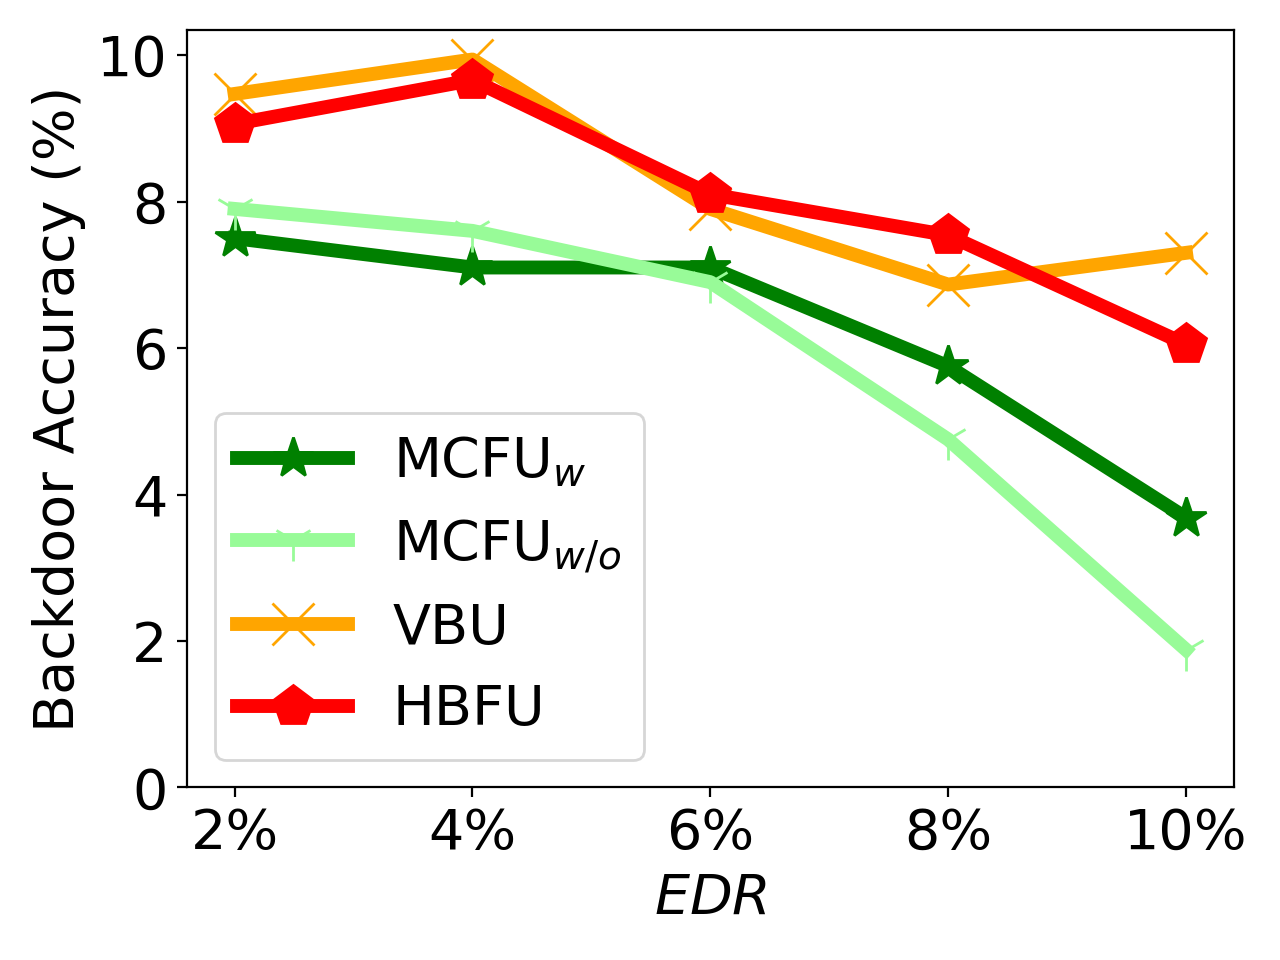 Backdoor Accuracy (%)
10
8
6
4
2
0
MCFU_w
MCFU_w/o
VBU
HBFU
2% 4% 6% 8% 10%
EDR